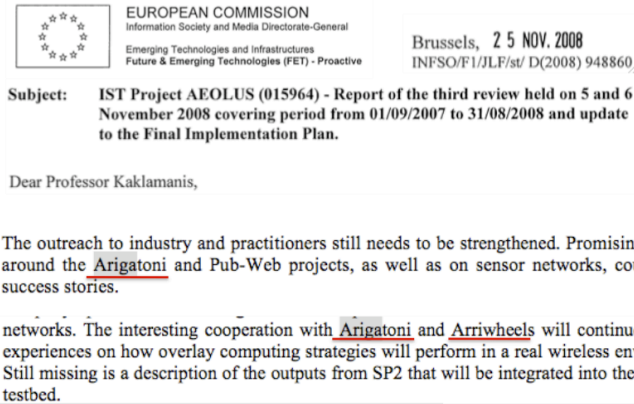 EUROPEAN COMMISSION
Information Society and Media Directorate-General
Emerging Technologies and Infrastructures
Future & Emerging Technologies (FET) - Proactive
Brussels, 25 NOV. 2008
INFSO/F1/JLF/st/ D(2008) 948860
Subject: IST Project AEOLUS (015964) - Report of the third review held on 5 and 6
November 2008 covering period from 01/09/2007 to 31/08/2008 and update
to the Final Implementation Plan.
Dear Professor Kaklamanis,
The outreach to industry and practitioners still needs to be strengthened. Promisin
around the Arigatoni and Pub-Web projects, as well as on sensor networks, co
success stories.
networks. The interesting cooperation with Arigatoni and Arriwheels will continu
experiences on how overlay computing strategies will perform in a real wireless en
Still missing is a description of the outputs from SP2 that will be integrated into the
testbed.